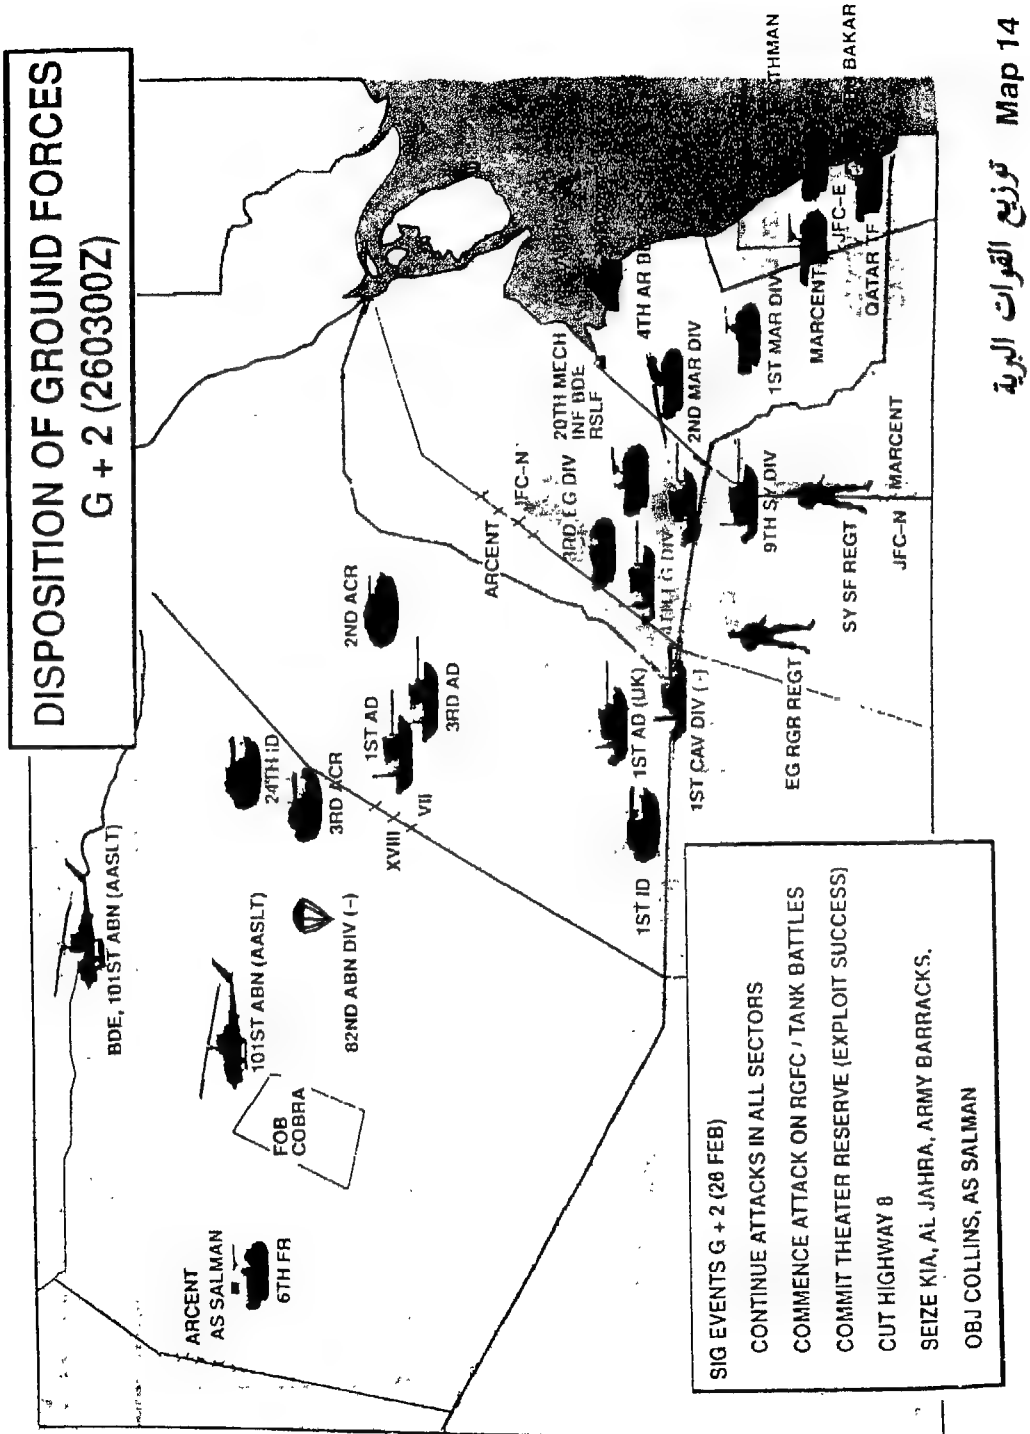 DISPOSITION OF GROUND FORCES
G + 2 (260300Z)
BDE, 101ST ABN (AASLT)
101ST ABN (AASLT)
82ND ABN DIV (-)
FOB
COBRA
ARCENT
AS SALMAN
6TH FR
24TH ID
3RD ACR
XVIII
VII
1ST AD
3RD AD
2ND ACR
ARCENT
JFC-N
3RD EG DIV
20TH MECH
INF BDE
RSLF
4TH AR B
2ND MAR DIV
1ST MAR DIV
MARCENT
JFC-E
QATAR TF
THMAN
BAKAR
1ST ID
1ST AD (UK)
1ST CAV DIV (-)
G DIV
9TH SY DIV
EG RGR REGT
SY SF REGT
JFC-N
MARCENT
SIG EVENTS G + 2 (26 FEB)
CONTINUE ATTACKS IN ALL SECTORS
COMMENCE ATTACK ON RGFC / TANK BATTLES
COMMIT THEATER RESERVE (EXPLOIT SUCCESS)
CUT HIGHWAY 8
SEIZE KIA, AL JAHRA, ARMY BARRACKS,
OBJ COLLINS, AS SALMAN
توزيع القوات البرية Map 14